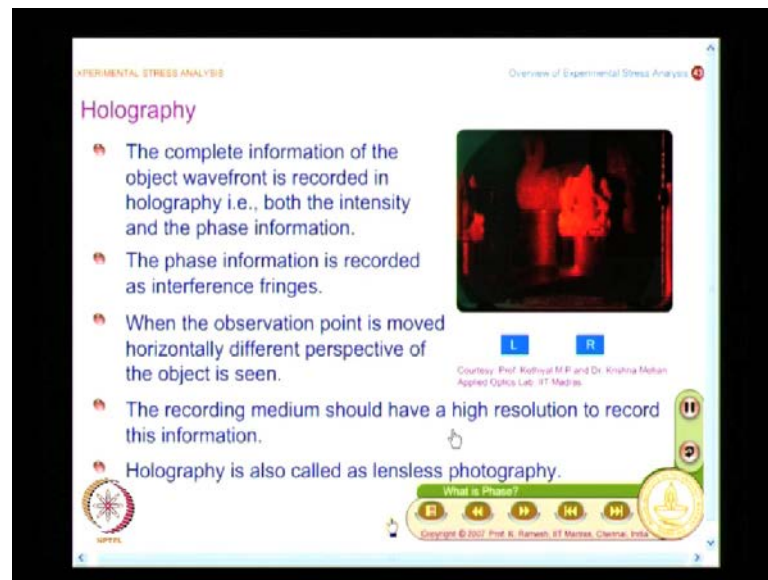 XPERIMENTAL STRESS ANALYSIS
Overview of Experimental Stress Analysis 43
Holography
The complete information of the
object wavefront is recorded in
holography i.e., both the intensity
and the phase information.
The phase information is recorded
as interference fringes.
When the observation point is moved
horizontally different perspective of
the object is seen.
L R
Courtesy: Prof. Kothiyal M.P. and Dr. Krishna Mohan
Applied Optics Lab. IIT Madras.
The recording medium should have a high resolution to record
this information.
Holography is also called as lensless photography.
What is Phase?
NPTEL
Copyright © 2007 Prof. K. Ramesh, IIT Madras, Chennai, India